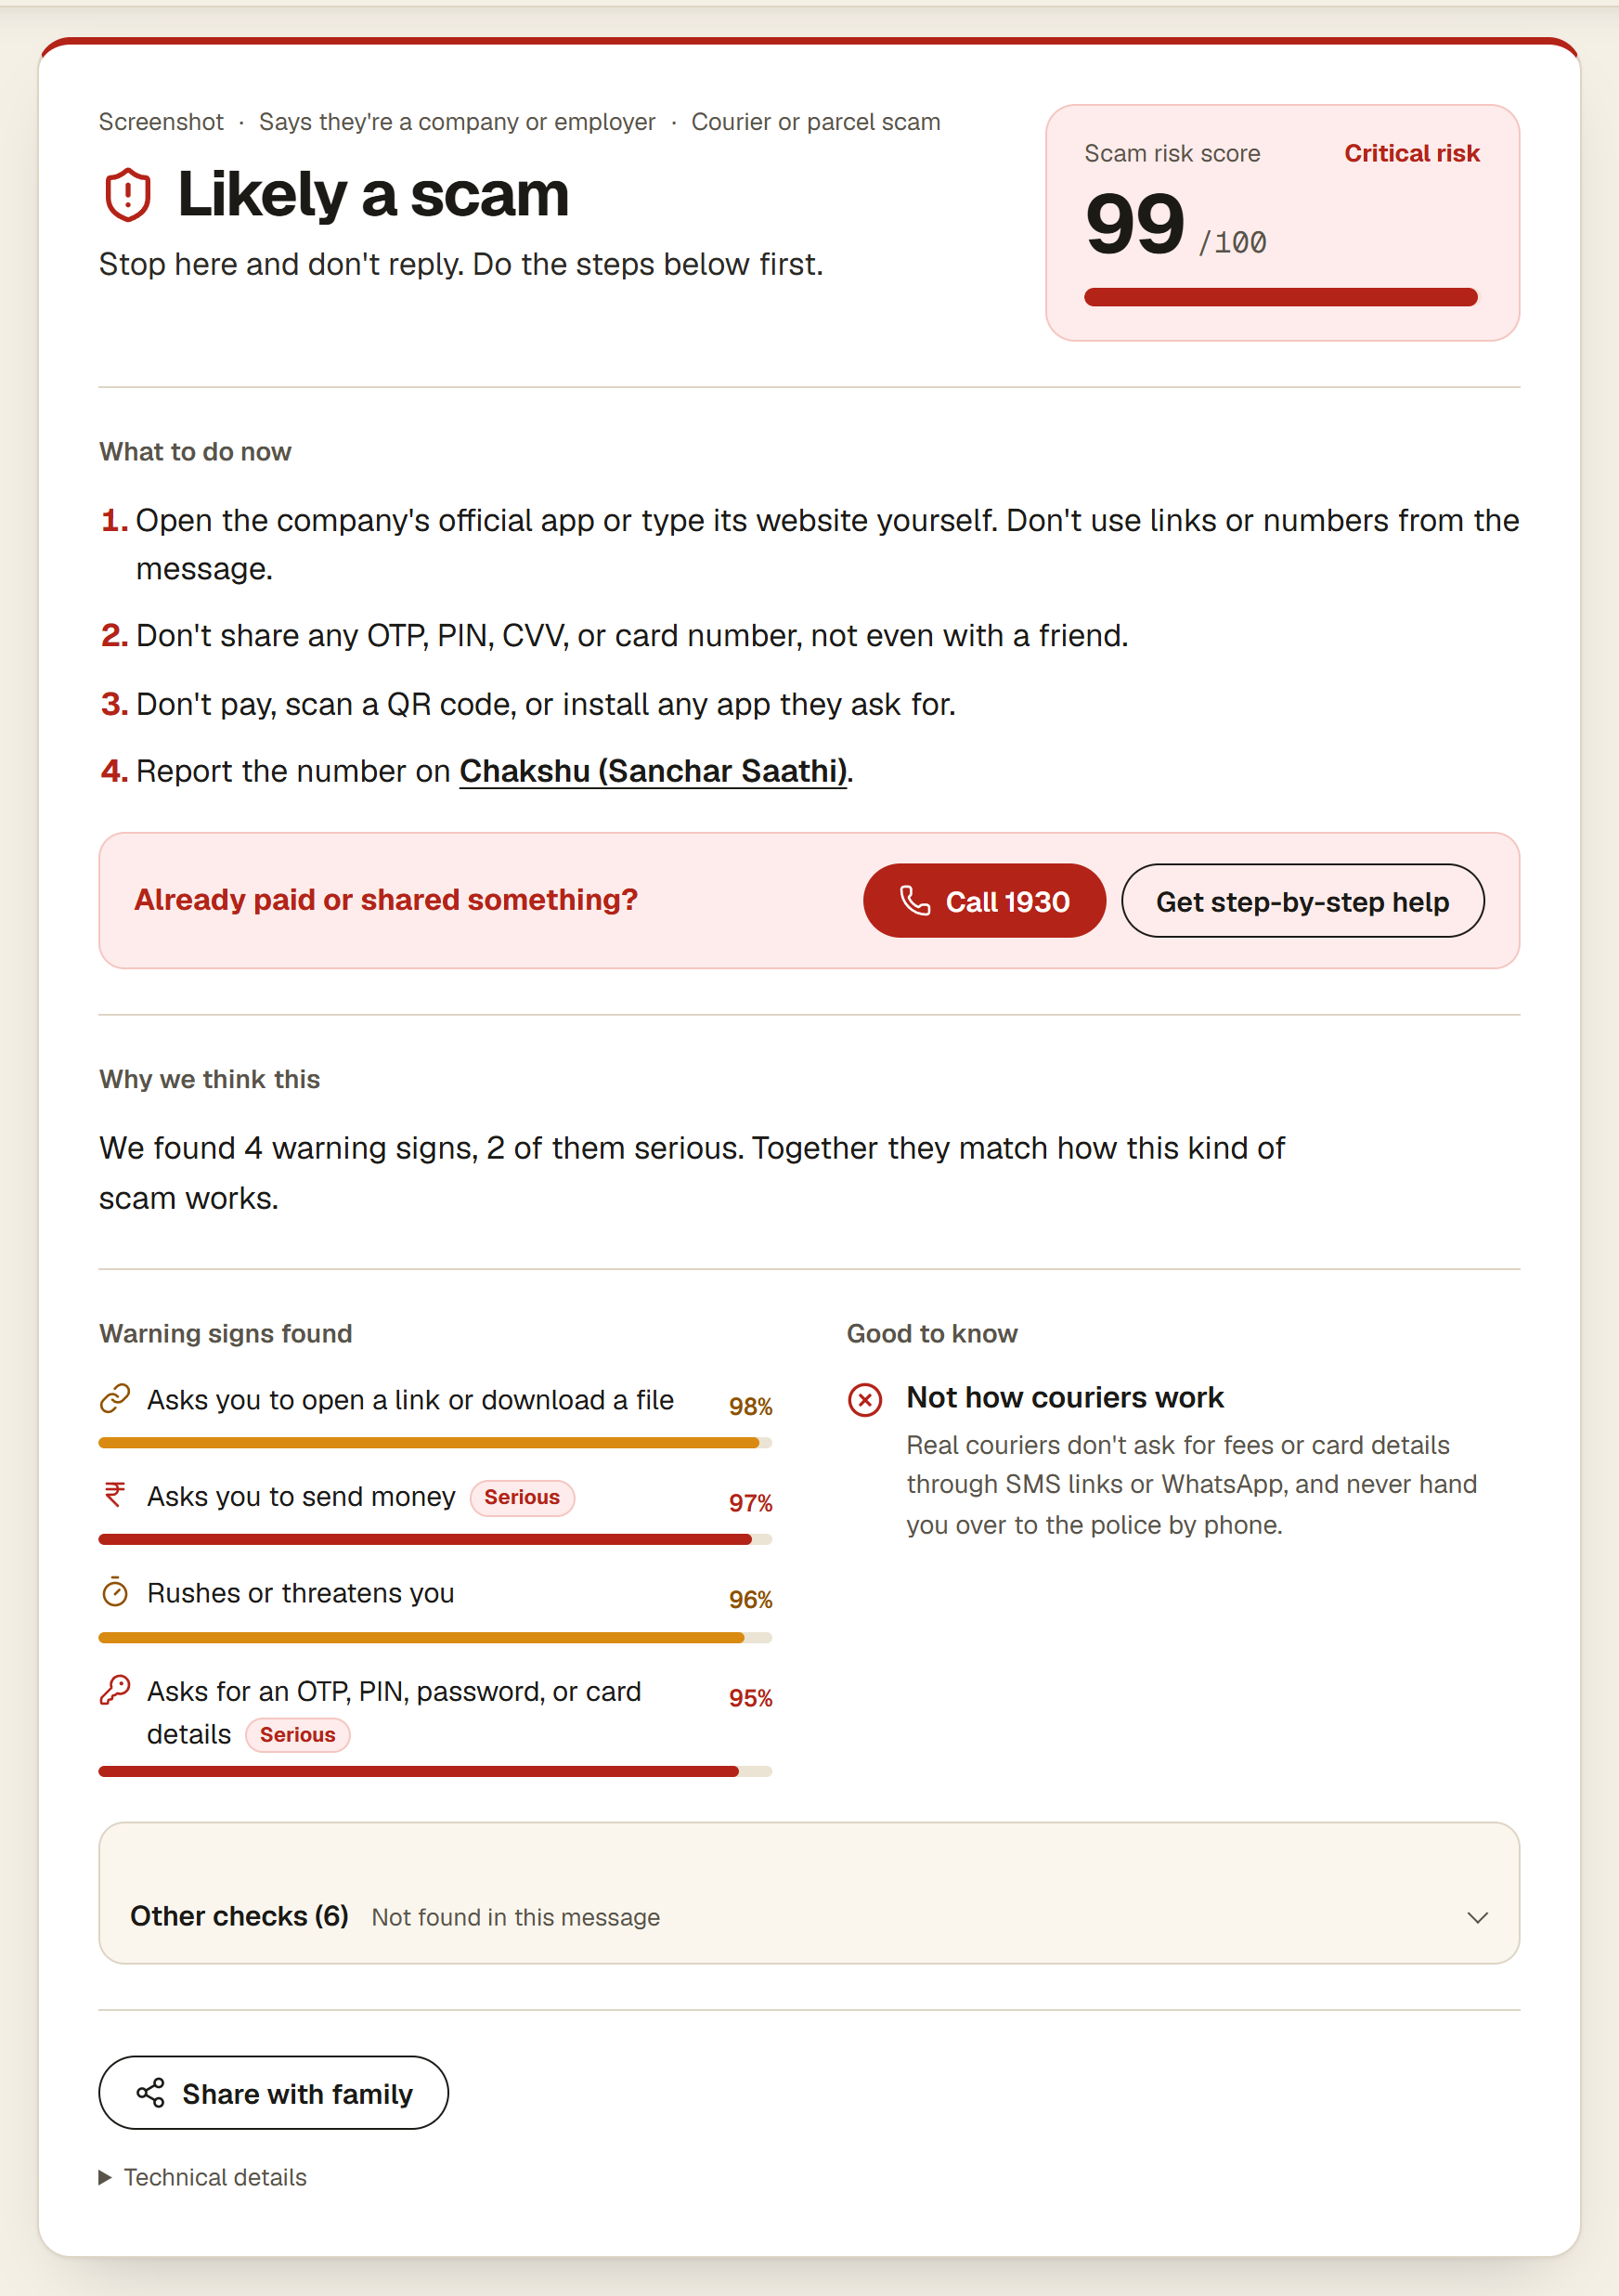 Screenshot · Says they're a company or employer · Courier or parcel scam
Likely a scam
Stop here and don't reply. Do the steps below first.
Scam risk score
Critical risk
99 /100
What to do now
1. Open the company's official app or type its website yourself. Don't use links or numbers from the
message.
2. Don't share any OTP, PIN, CVV, or card number, not even with a friend.
3. Don't pay, scan a QR code, or install any app they ask for.
4. Report the number on Chakshu (Sanchar Saathi).
Already paid or shared something?
Call 1930
Get step-by-step help
Why we think this
We found 4 warning signs, 2 of them serious. Together they match how this kind of
scam works.
Warning signs found
Asks you to open a link or download a file 98%
Asks you to send money Serious 97%
Rushes or threatens you 96%
Asks for an OTP, PIN, password, or card 95%
details Serious
Good to know
Not how couriers work
Real couriers don't ask for fees or card details
through SMS links or WhatsApp, and never hand
you over to the police by phone.
Other checks (6) Not found in this message
Share with family
Technical details